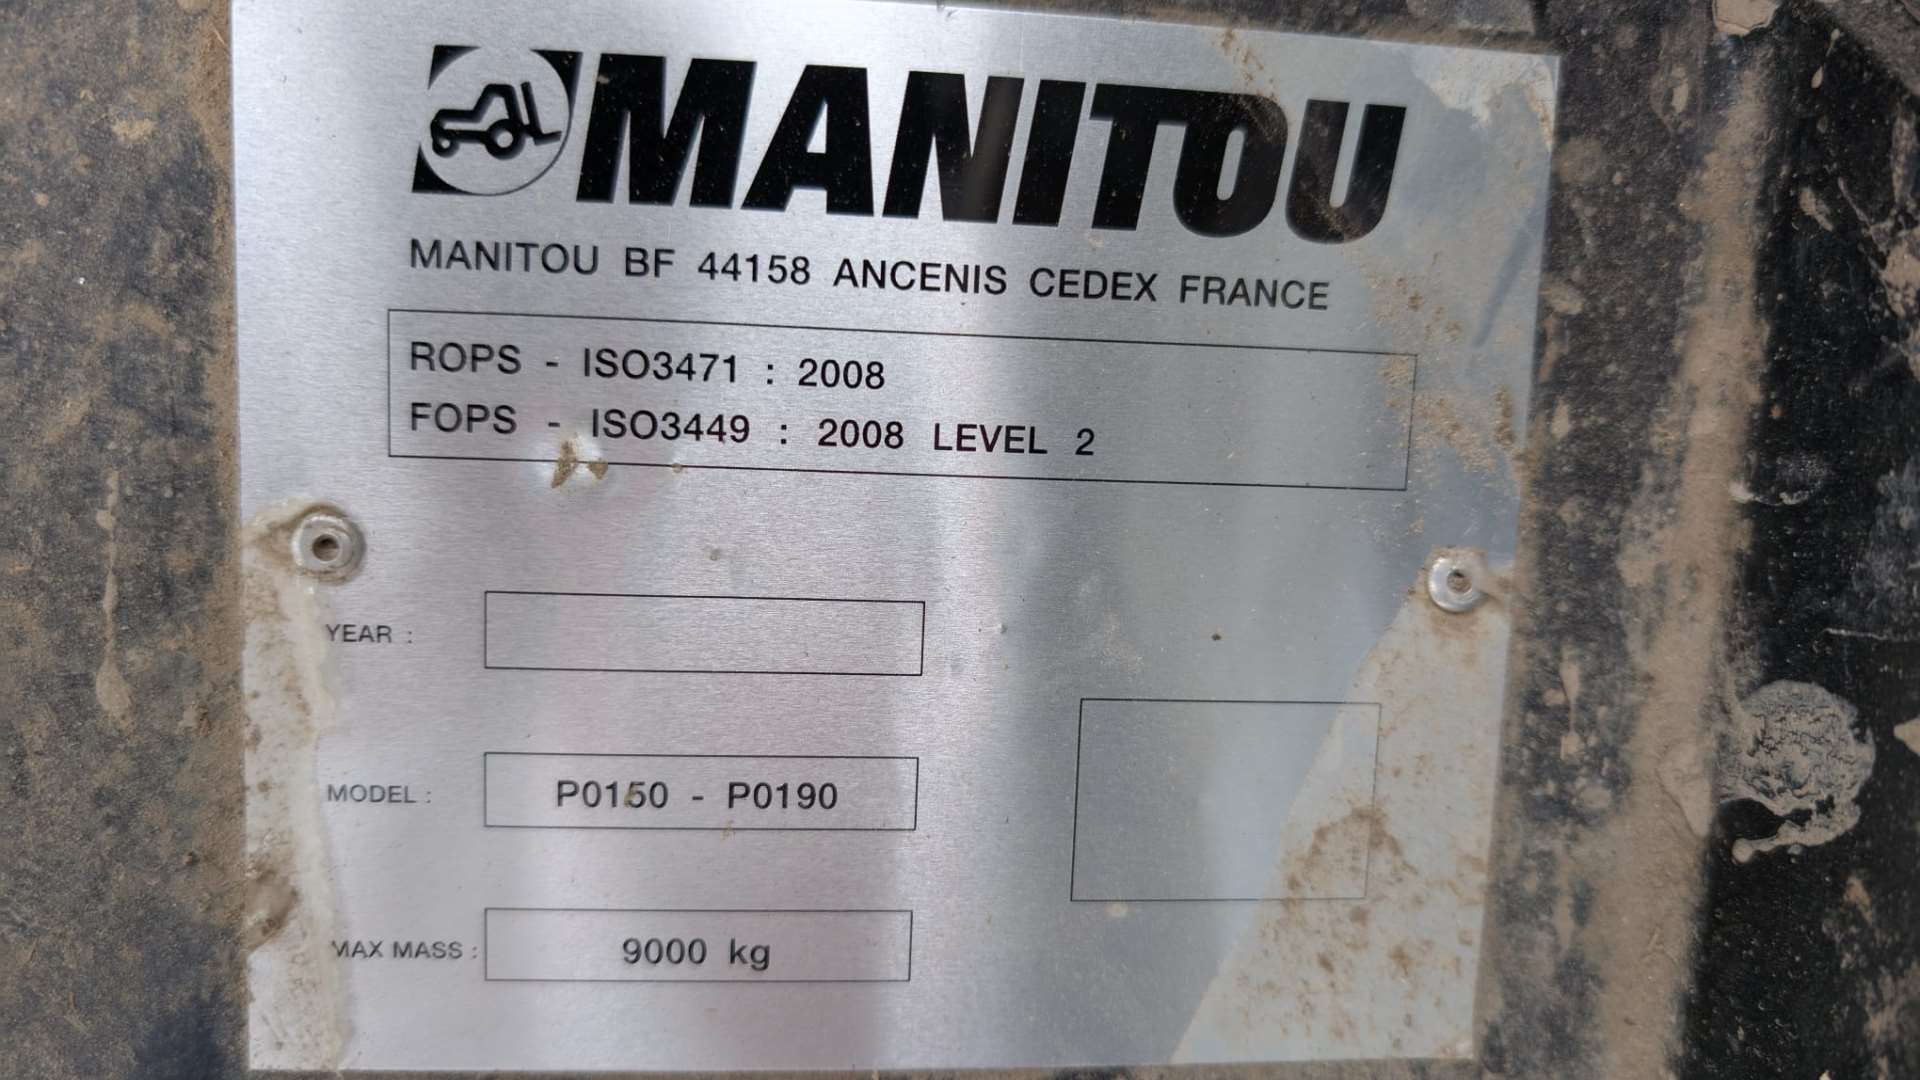 MANITOU
MANITOU BF 44158 ANCENIS CEDEX FRANCE
ROPS - ISO3471 : 2008
FOPS - ISO3449 : 2008 LEVEL 2
YEAR :
MODEL : P0150 - P0190
MAX MASS : 9000 kg